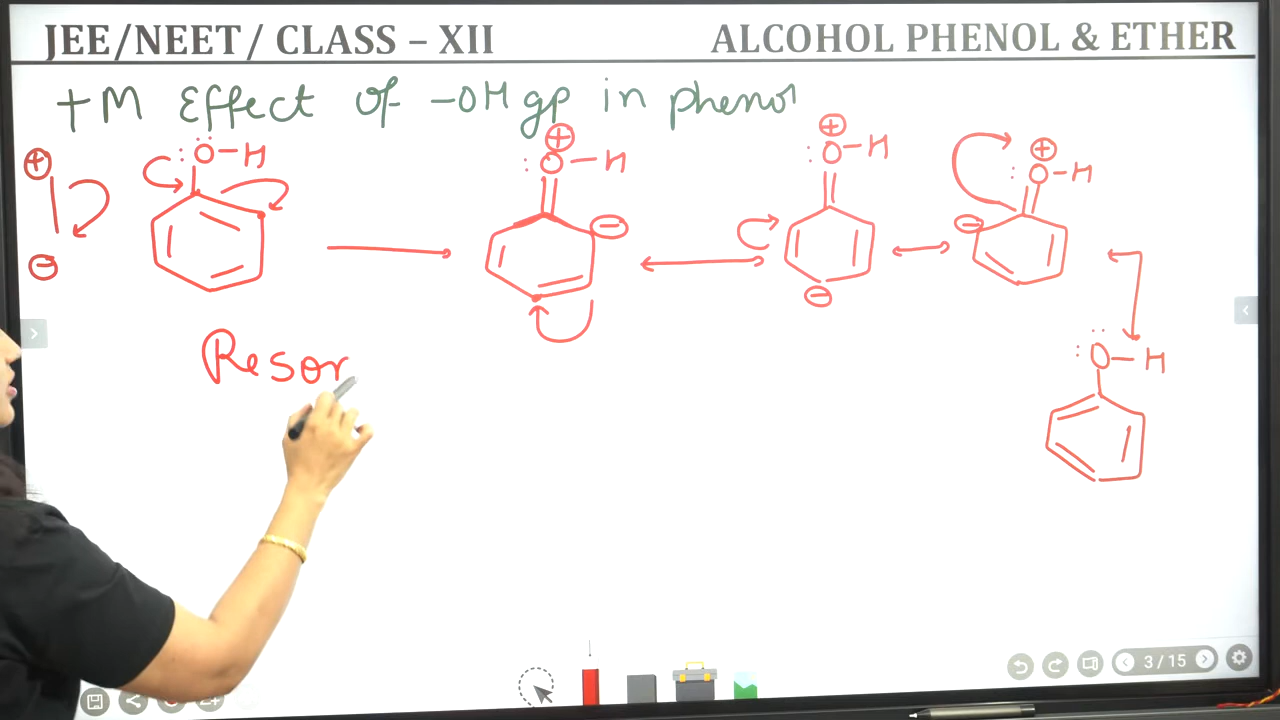 JEE/NEET/ CLASS – XII
ALCOHOL PHENOL & ETHER
+M Effect of -OH gp in phenol
⊕
:Ö-H
⊕
:O-H
⊕
:O-H
⊕
:O-H
⊖
⊖
⊖
⊖
:Ö-H
Resor
3/15